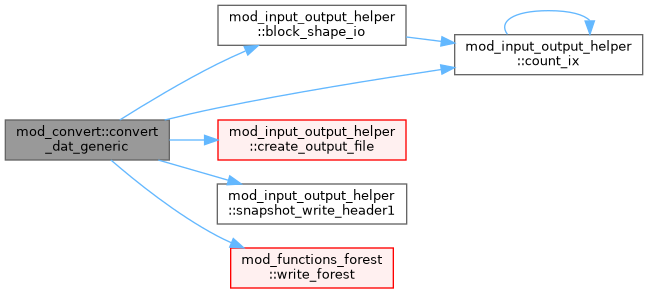 mod_convert::convert
_dat_generic
mod_input_output_helper
::block_shape_io
mod_input_output_helper
::count_ix
mod_input_output_helper
::create_output_file
mod_input_output_helper
::snapshot_write_header1
mod_functions_forest
::write_forest